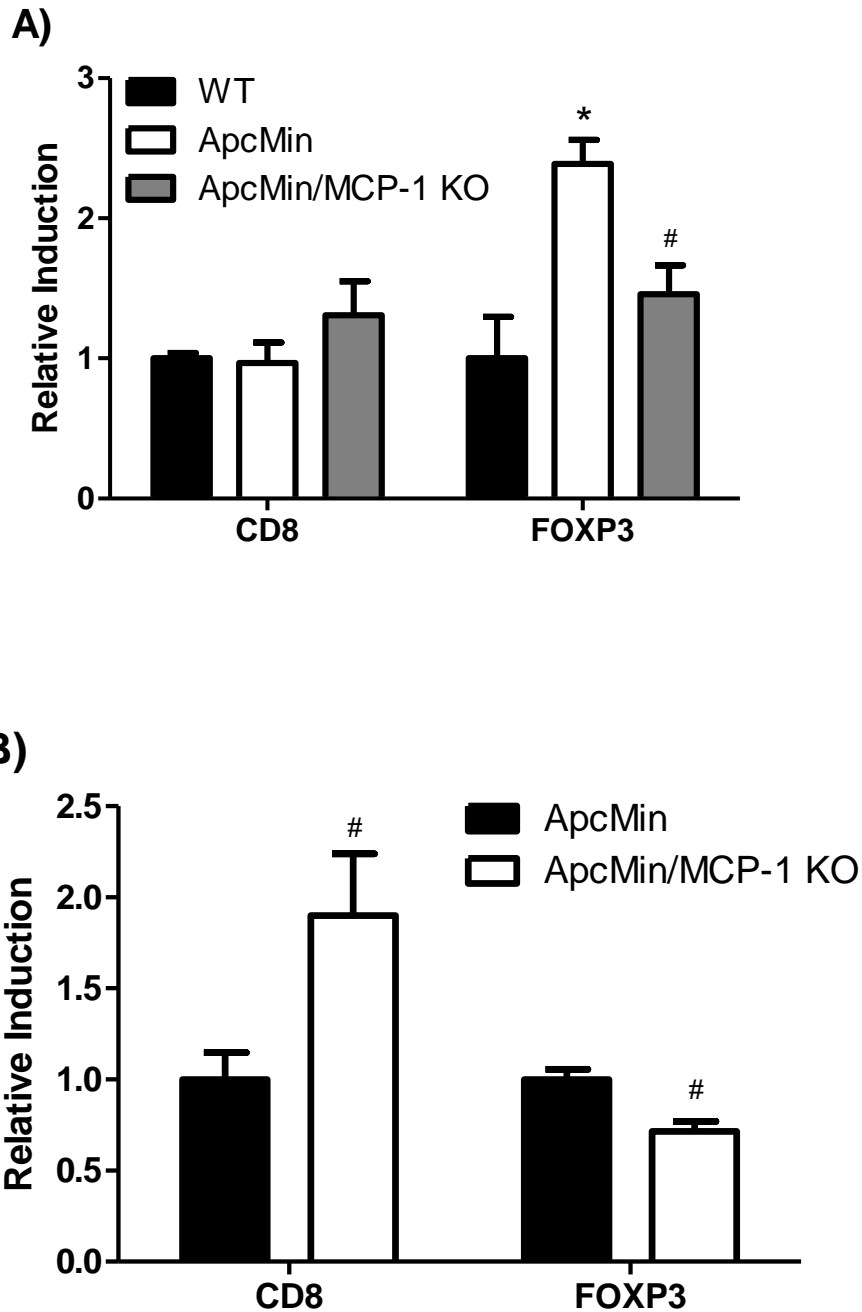 A)
3
WT
*
ApcMin
ApcMin/MCP-1 KO
2
#
Relative Induction
1
0
CD8 FOXP3
B)
2.5
ApcMin
#
ApcMin/MCP-1 KO
2.0
Relative Induction
1.5
1.0
#
0.5
0.0
CD8 FOXP3